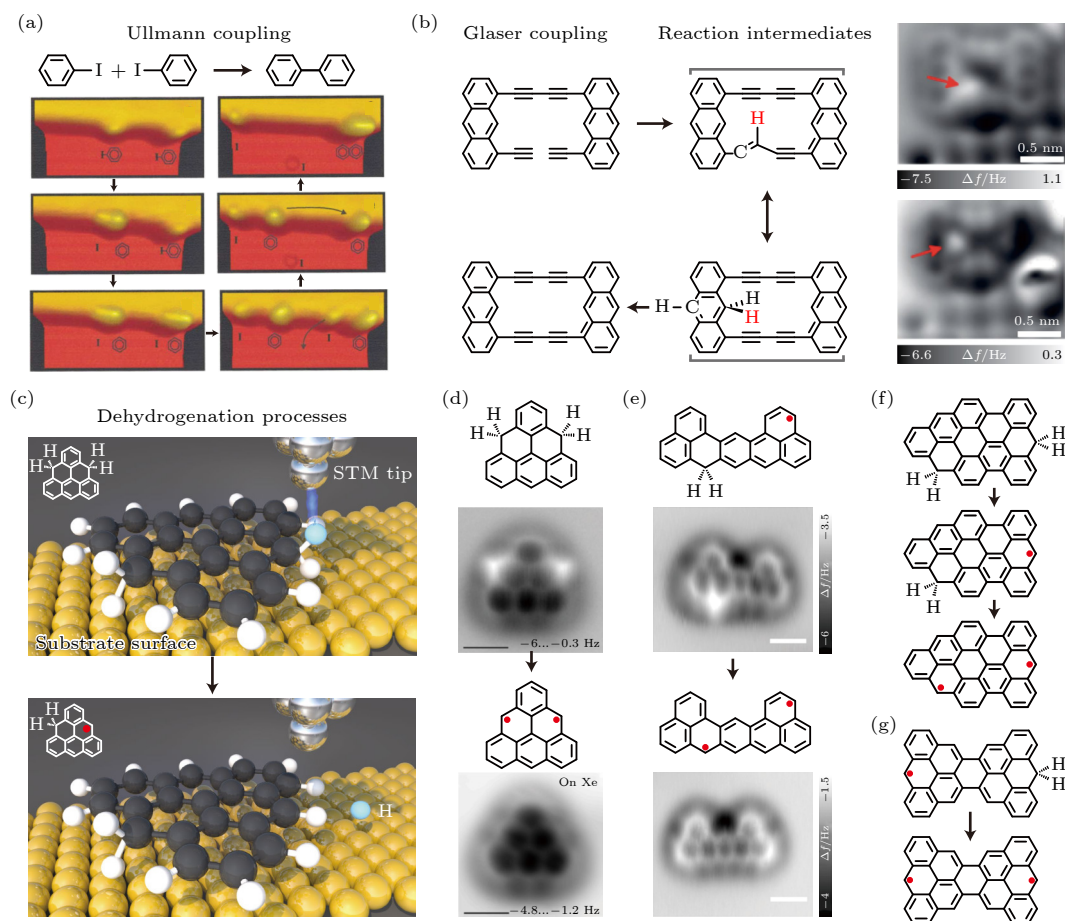 (a)
Ullmann coupling
I + I
I
I
I
I
I
I
I
I
I
I
(b)
Glaser coupling
Reaction intermediates
H
C
H
C
H
H
0.5 nm
−7.5 Δf/Hz 1.1
0.5 nm
−6.6 Δf/Hz 0.3
(c)
Dehydrogenation processes
H
H
H
H
STM tip
Substrate surface
H
H
H
(d)
H
H
H
H
−6...−0.3 Hz
On Xe
−4.8...−1.2 Hz
(e)
H H
−3.5
Δf/Hz
−6
−1.5
Δf/Hz
−4
(f)
H
H
H
H
H
H
(g)
H
H